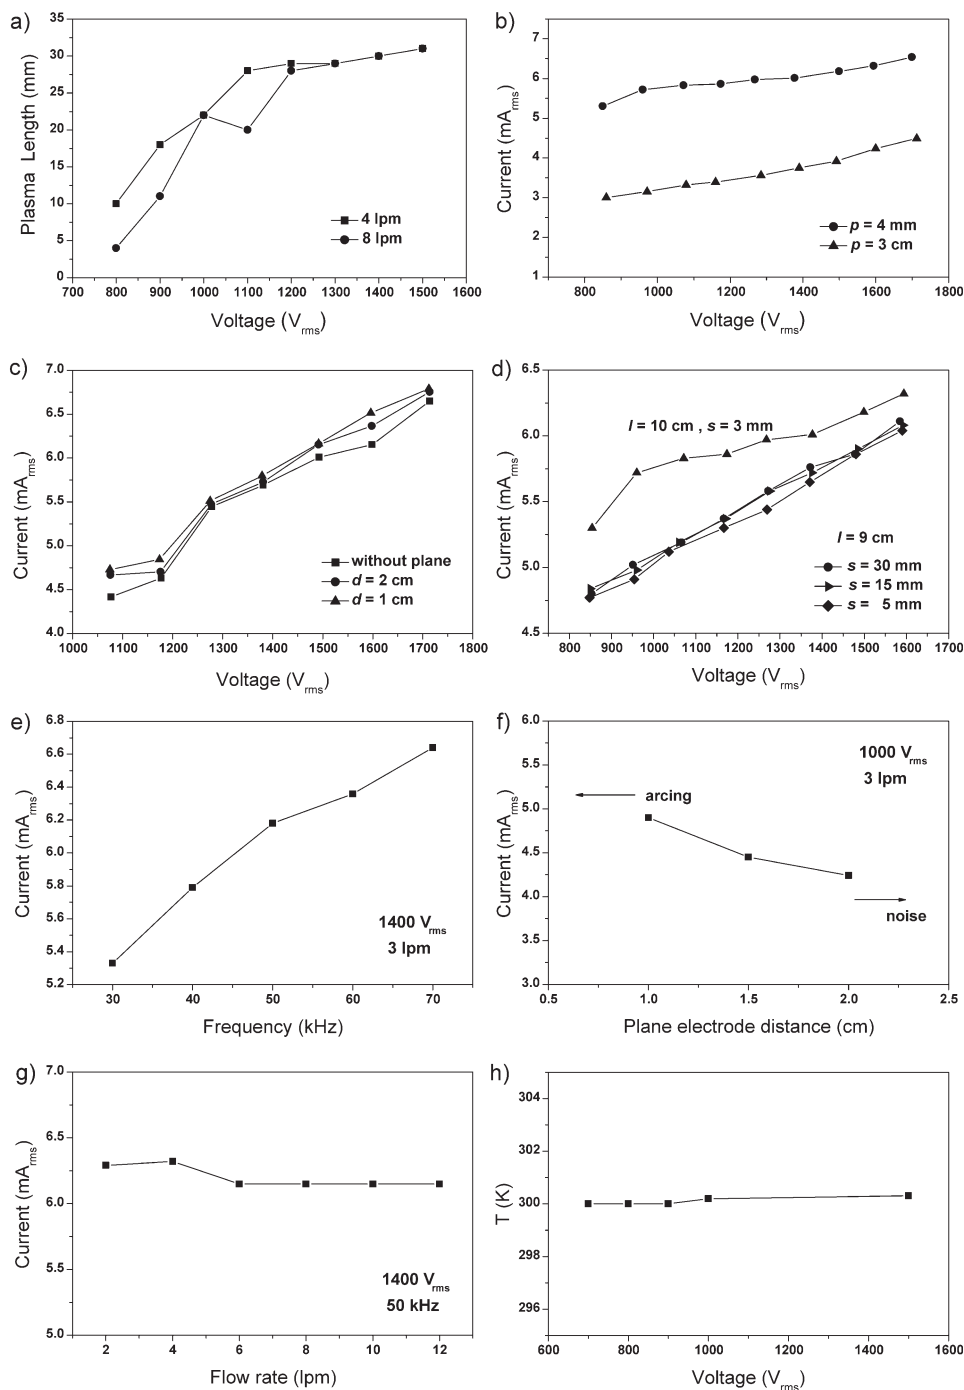 a)
35
30
25
20
15
10
5
0
Plasma Length (mm)
4 lpm
8 lpm
700 800 900 1000 1100 1200 1300 1400 1500 1600
Voltage (Vrms)
b)
7
6
5
4
3
2
1
Current (mArms)
p = 4 mm
p = 3 cm
800 1000 1200 1400 1600 1800
Voltage (Vrms)
c)
7.0
6.5
6.0
5.5
5.0
4.5
4.0
Current (mArms)
without plane
d = 2 cm
d = 1 cm
1000 1100 1200 1300 1400 1500 1600 1700 1800
Voltage (Vrms)
d)
6.5
6.0
5.5
5.0
4.5
Current (mArms)
l = 10 cm , s = 3 mm
l = 9 cm
s = 30 mm
s = 15 mm
s = 5 mm
800 900 1000 1100 1200 1300 1400 1500 1600 1700
Voltage (Vrms)
e)
6.8
6.6
6.4
6.2
6.0
5.8
5.6
5.4
5.2
Current (mArms)
1400 Vrms
3 lpm
30 40 50 60 70
Frequency (kHz)
f)
6.0
5.5
5.0
4.5
4.0
3.5
3.0
Current (mArms)
1000 Vrms
3 lpm
arcing
noise
0.5 1.0 1.5 2.0 2.5
Plane electrode distance (cm)
g)
7.0
6.5
6.0
5.5
5.0
Current (mArms)
1400 Vrms
50 kHz
2 4 6 8 10 12
Flow rate (lpm)
h)
304
302
300
298
296
T (K)
600 800 1000 1200 1400 1600
Voltage (Vrms)